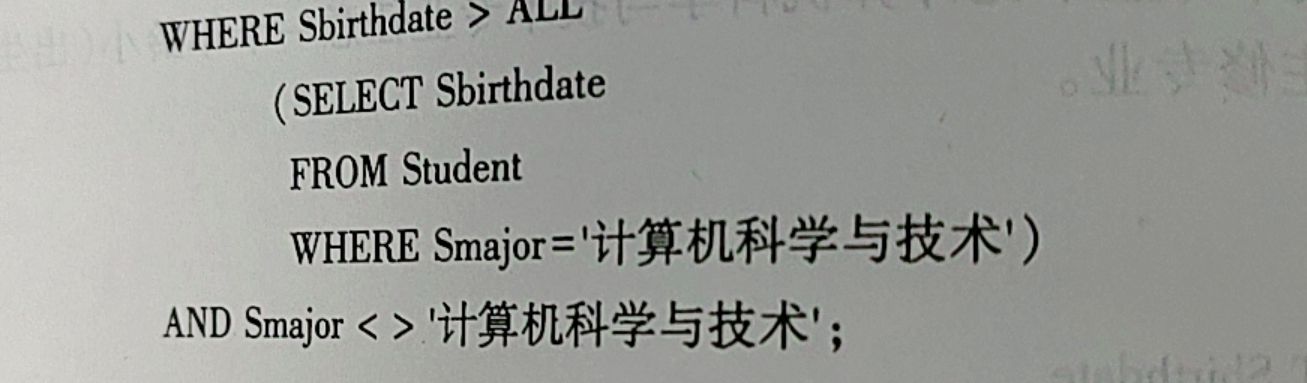 WHERE Sbirthdate > ALL
(SELECT Sbirthdate
FROM Student
WHERE Smajor='计算机科学与技术')
AND Smajor < > '计算机科学与技术';